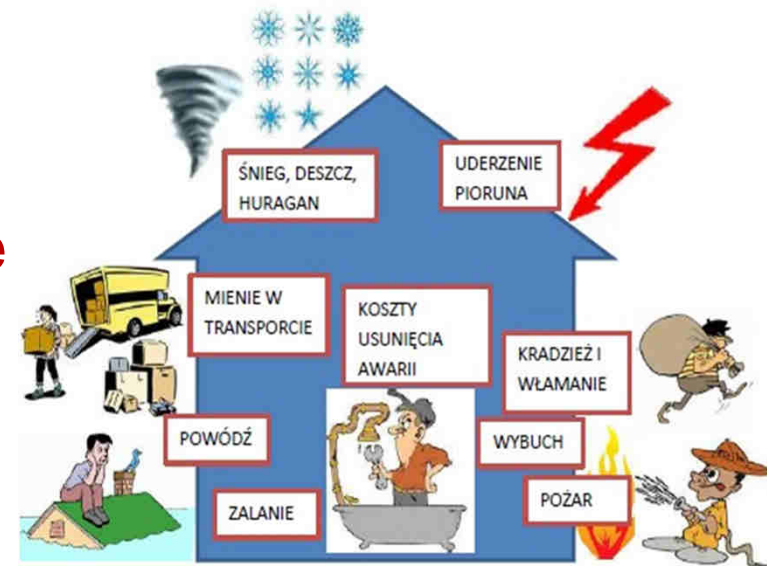 ŚNIEG, DESZCZ,
HURAGAN
UDERZENIE
PIORUNA
e
MIENIE W
TRANSPORCIE
KOSZTY
USUNIĘCIA
AWARII
KRADZIEŻ I
WŁAMANIE
POWÓDŹ
WYBUCH
ZALANIE
POŻAR